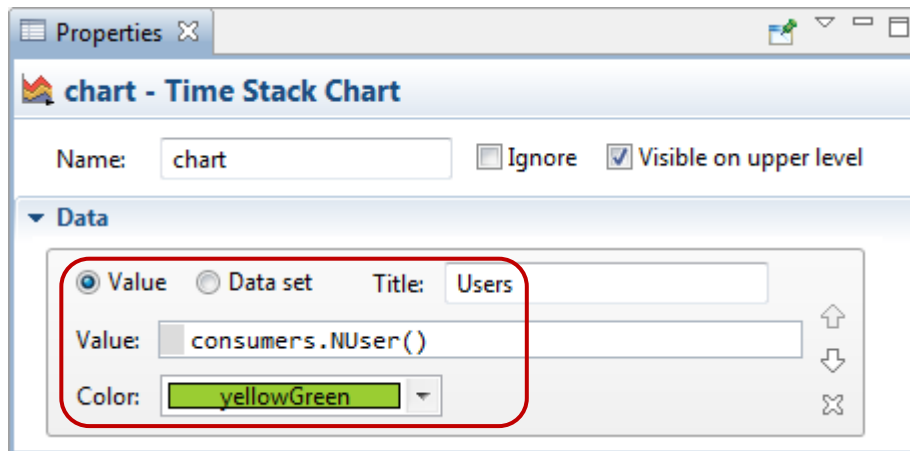 Properties
chart - Time Stack Chart
Name: chart Ignore Visible on upper level
Data
Value Data set Title: Users
Value: consumers.NUser()
Color: yellowGreen